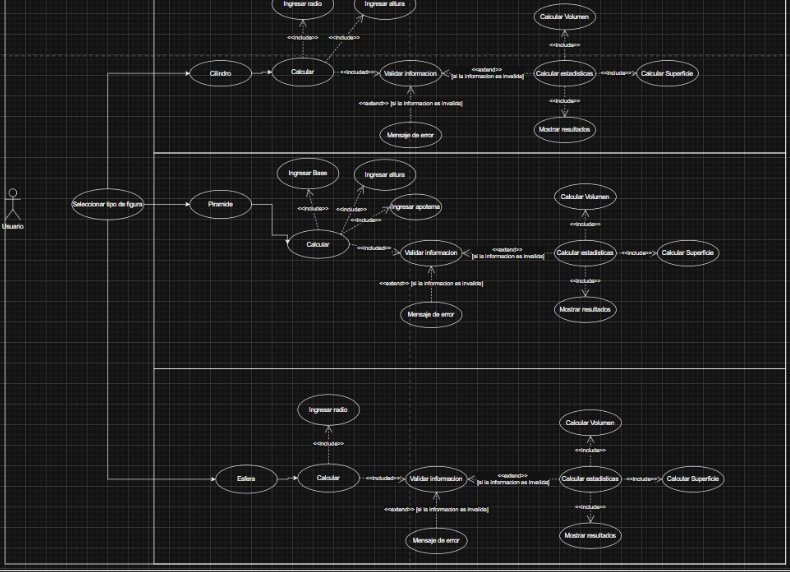 Ingresar radio
Ingresar altura
Calcular Volumen
<<include>>
<<include>>
<<include>>
Cilindro
Calcular
<<included>>
Validar informacion
<<extend>>
[si la informacion es invalida]
Calcular estadisticas
<<include>>
Calcular Superficie
<<extend>> [si la informacion es invalida]
<<include>>
Mensaje de error
Mostrar resultados
Ingresar Base
Ingresar altura
Calcular Volumen
Usuario
Seleccionar tipo de figura
Piramide
<<include>>
<<include>>
Ingresar apotema
<<include>>
<<include>>
Calcular
<<included>>
Validar informacion
<<extend>>
[si la informacion es invalida]
Calcular estadisticas
<<include>>
Calcular Superficie
<<extend>> [si la informacion es invalida]
<<include>>
Mensaje de error
Mostrar resultados
Ingresar radio
Calcular Volumen
<<include>>
<<include>>
Esfera
Calcular
<<included>>
Validar informacion
<<extend>>
[si la informacion es invalida]
Calcular estadisticas
<<include>>
Calcular Superficie
<<extend>> [si la informacion es invalida]
<<include>>
Mensaje de error
Mostrar resultados